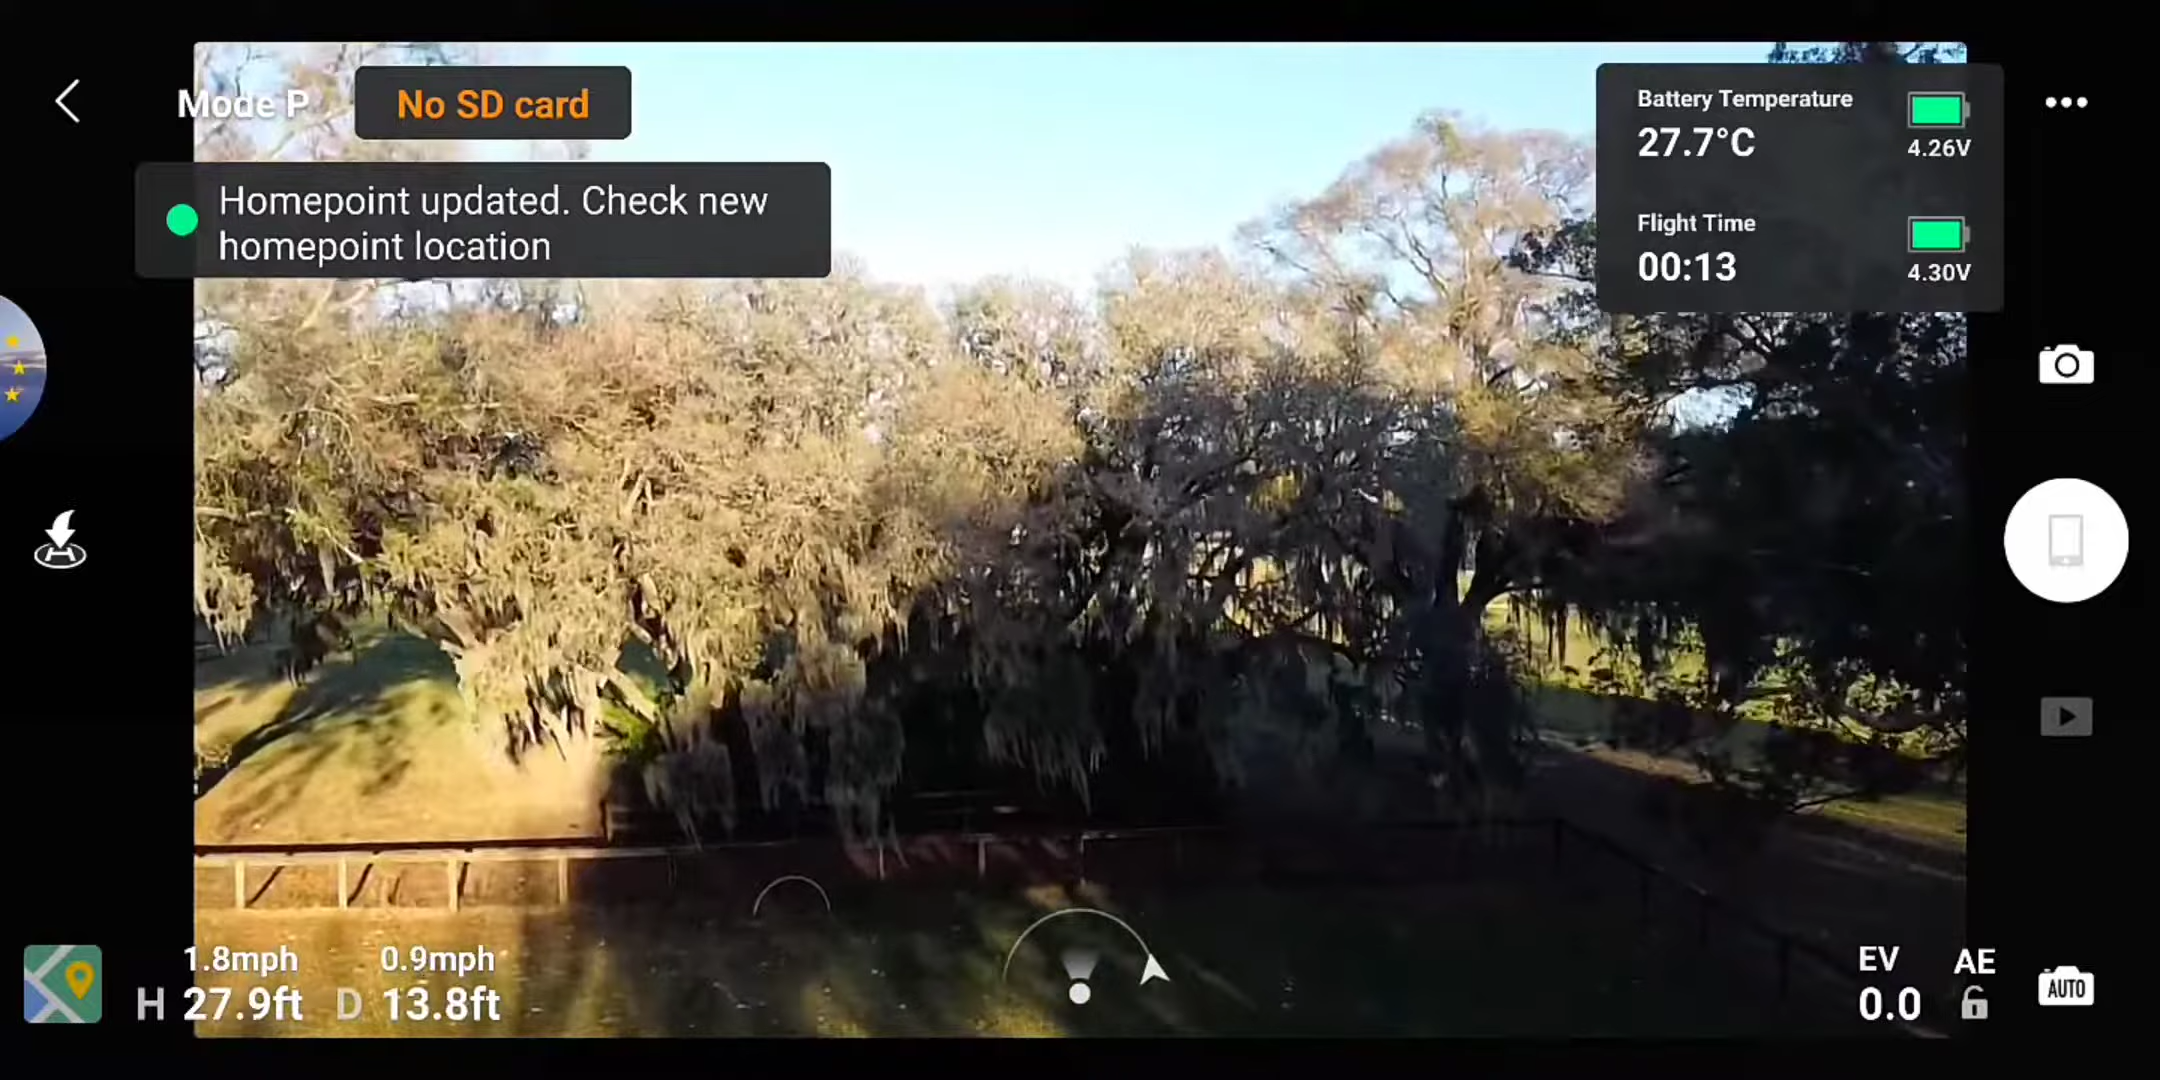 Mode P
No SD card
Homepoint updated. Check new
homepoint location
Battery Temperature
27.7°C
4.26V
Flight Time
00:13
4.30V
1.8mph
0.9mph
H 27.9ft
D 13.8ft
EV
0.0
AE
AUTO